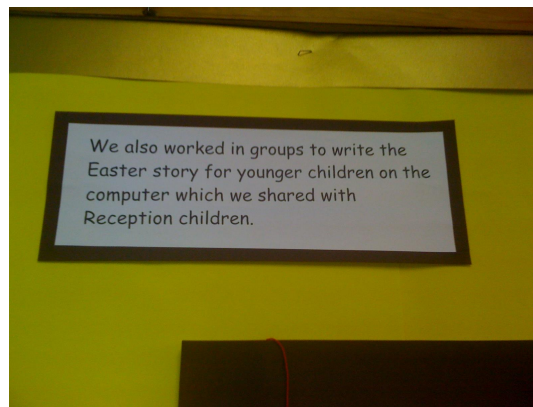 We also worked in groups to write the
Easter story for younger children on the
computer which we shared with
Reception children.